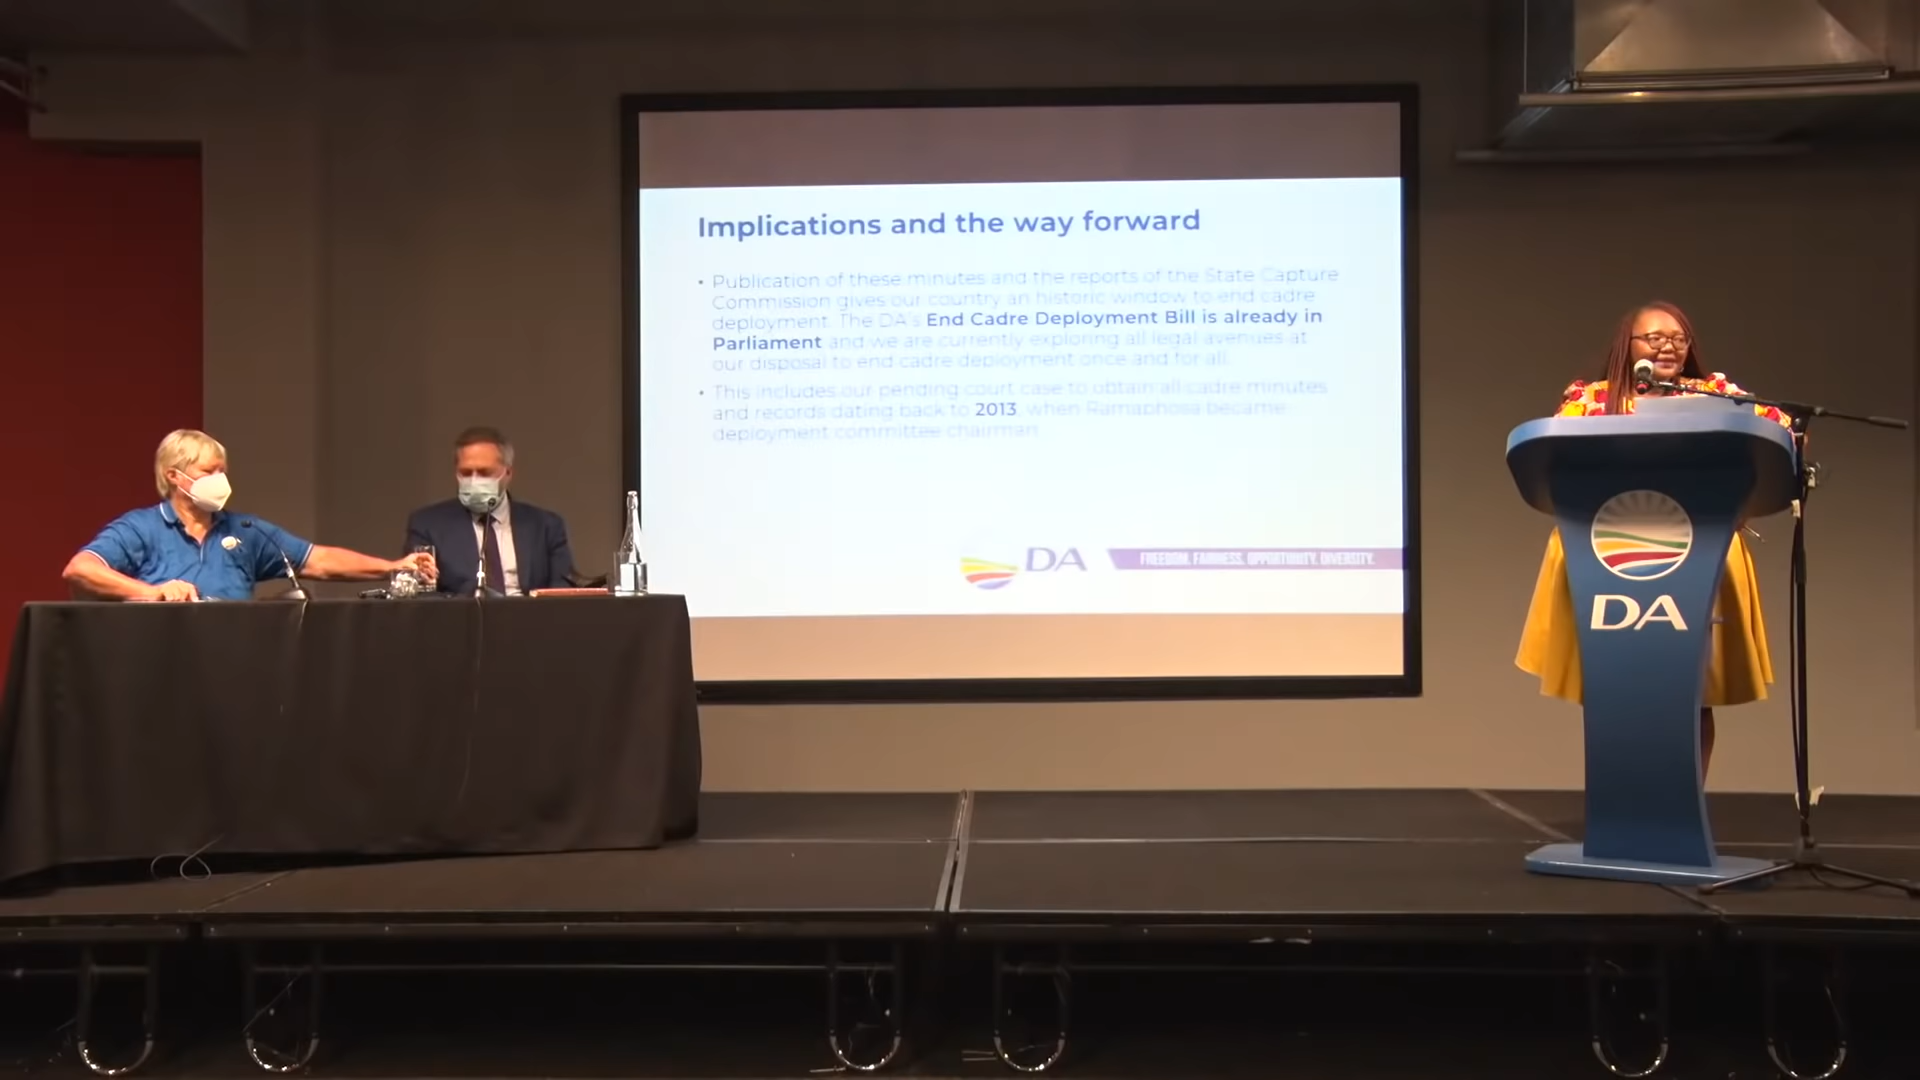 Implications and the way forward
• Publication of these minutes and the reports of the State Capture
Commission gives our country an historic window to end cadre
deployment. The DA's End Cadre Deployment Bill is already in
Parliament and we are currently exploring all legal avenues at
our disposal to end cadre deployment once and for all.
• This includes our pending court case to obtain all cadre minutes
and records dating back to 2013, when Ramaphosa became
deployment committee chairman.
DA
FREEDOM. FAIRNESS. OPPORTUNITY. DIVERSITY.
DA